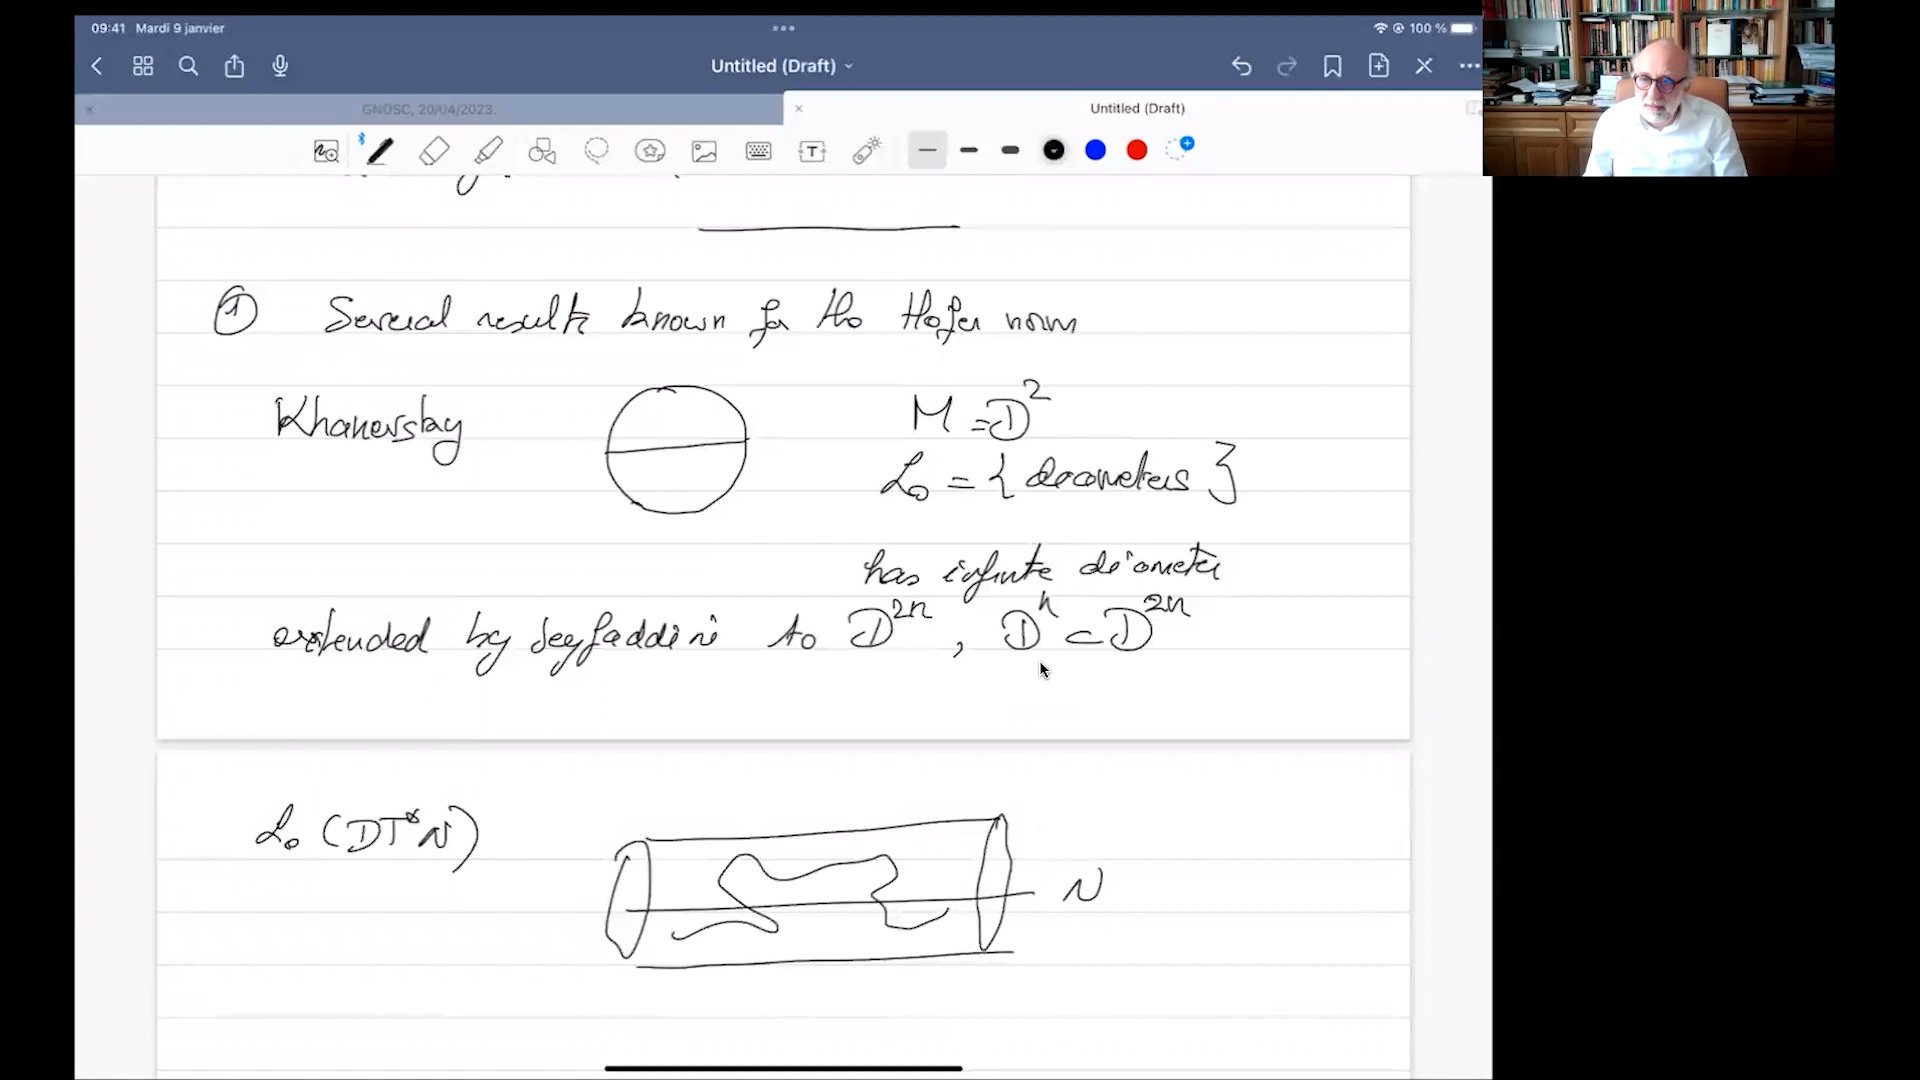 09:41 Mardi 9 janvier
100 %
Untitled (Draft)
GNOSC, 20/04/2023.
Untitled (Draft)
① Several results known for the Hofer norm
Khanevsky
M = D²
𝓛₀ = { diameters }
has infinite diameter
extended by Seyfaddini to D²ⁿ, Dⁿ ⊂ D²ⁿ
𝓛₀ (DT*N)
N